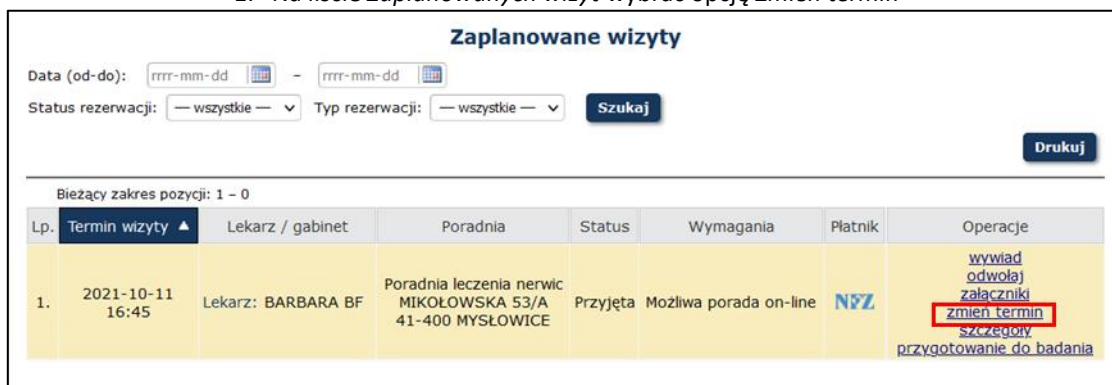 Zaplanowane wizyty
Data (od-do): rrrr-mm-dd – rrrr-mm-dd
Status rezerwacji: — wszystkie — Typ rezerwacji: — wszystkie — Szukaj
Drukuj
Bieżący zakres pozycji: 1 – 0
Lp. Termin wizyty ▲ Lekarz / gabinet Poradnia Status Wymagania Płatnik Operacje
1. 2021-10-11
16:45
Lekarz: BARBARA BF
Poradnia leczenia nerwic
MIKOŁOWSKA 53/A
41-400 MYSŁOWICE
Przyjęta
Możliwa porada on-line
NFZ
wywiad
odwołaj
załączniki
zmień termin
szczegóły
przygotowanie do badania